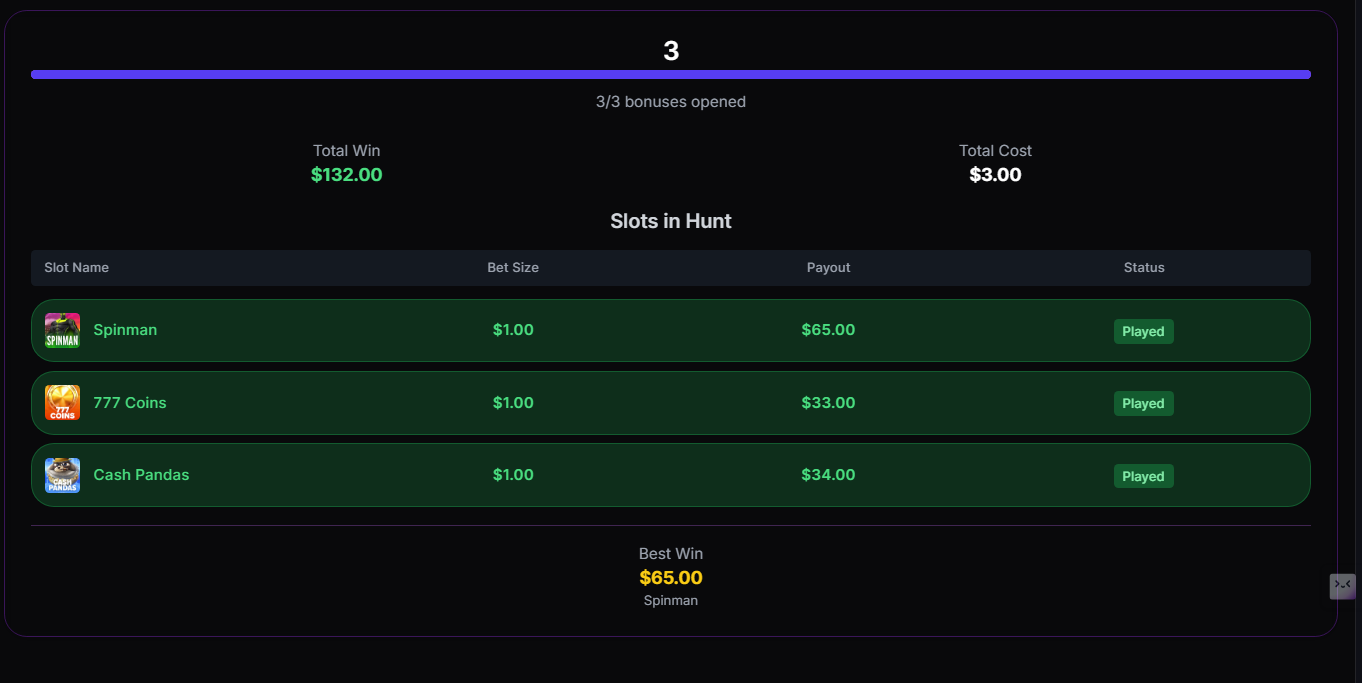 3
3/3 bonuses opened
Total Win Total Cost
$132.00 $3.00
Slots in Hunt
Slot Name Bet Size Payout Status
SPINMAN Spinman $1.00 $65.00 Played
777 COINS 777 Coins $1.00 $33.00 Played
CASH PANDAS Cash Pandas $1.00 $34.00 Played
Best Win
$65.00
Spinman